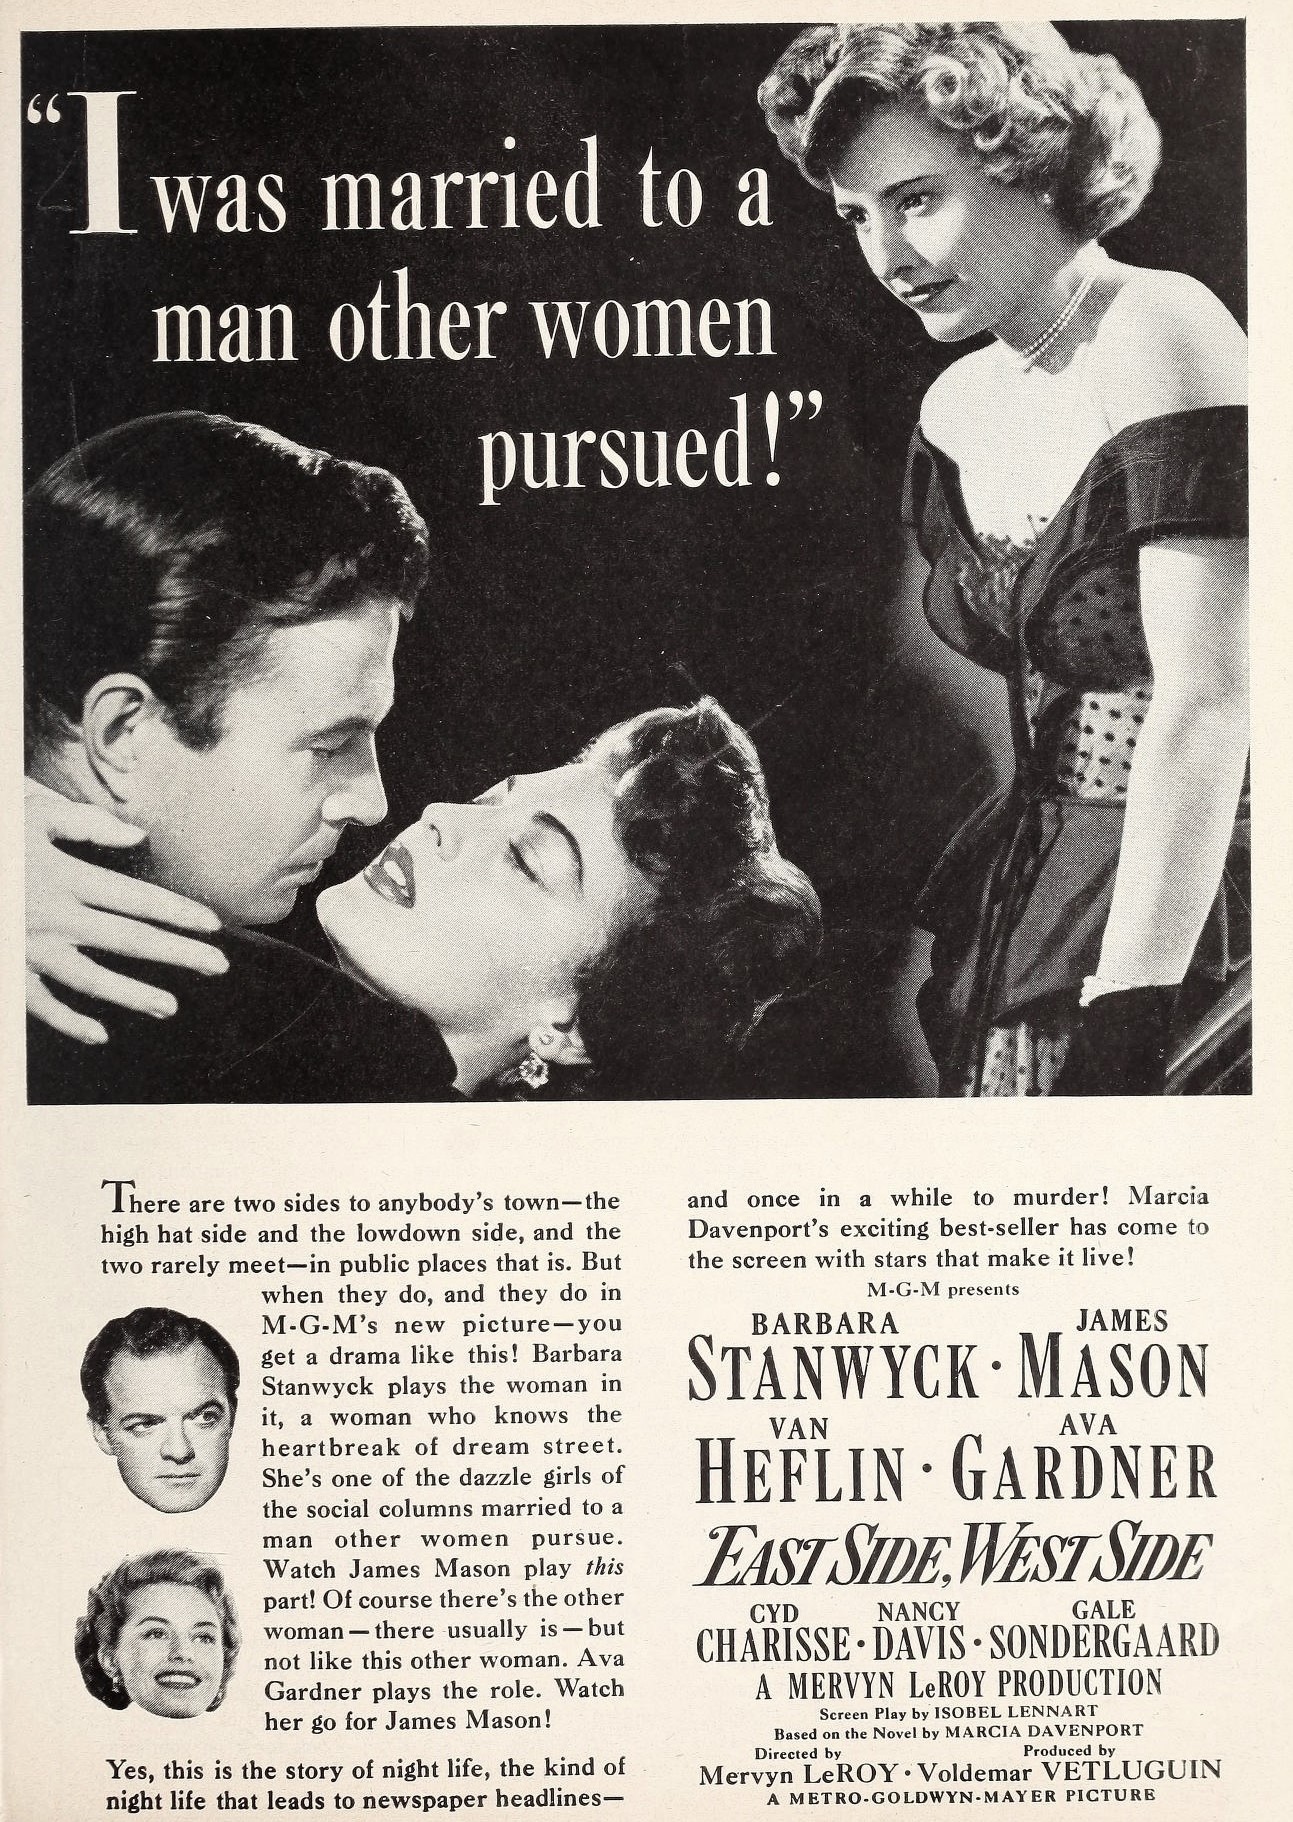 “I was married to a
man other women
pursued!”
There are two sides to anybody’s town—the
high hat side and the lowdown side, and the
two rarely meet—in public places that is. But
when they do, and they do in
M-G-M’s new picture—you
get a drama like this! Barbara
Stanwyck plays the woman in
it, a woman who knows the
heartbreak of dream street.
She’s one of the dazzle girls of
the social columns married to a
man other women pursue.
Watch James Mason play this
part! Of course there’s the other
woman—there usually is—but
not like this other woman. Ava
Gardner plays the role. Watch
her go for James Mason!
Yes, this is the story of night life, the kind of
night life that leads to newspaper headlines—
and once in a while to murder! Marcia
Davenport’s exciting best-seller has come to
the screen with stars that make it live!
M-G-M presents
BARBARA JAMES
STANWYCK · MASON
VAN AVA
HEFLIN · GARDNER
EAST SIDE, WEST SIDE
CYD NANCY GALE
CHARISSE · DAVIS · SONDERGAARD
A MERVYN LeROY PRODUCTION
Screen Play by ISOBEL LENNART
Based on the Novel by MARCIA DAVENPORT
Directed by Produced by
Mervyn LeROY · Voldemar VETLUGUIN
A METRO-GOLDWYN-MAYER PICTURE